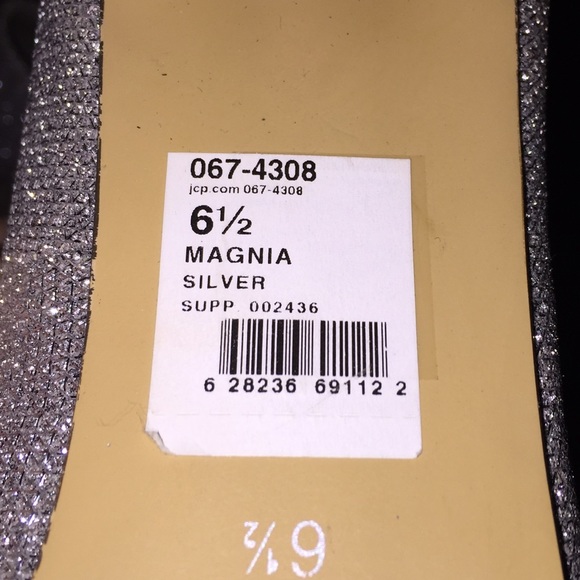 067-4308
jcp.com 067-4308
6½
MAGNIA
SILVER
SUPP. 002436
6 28236 69112 2
6½